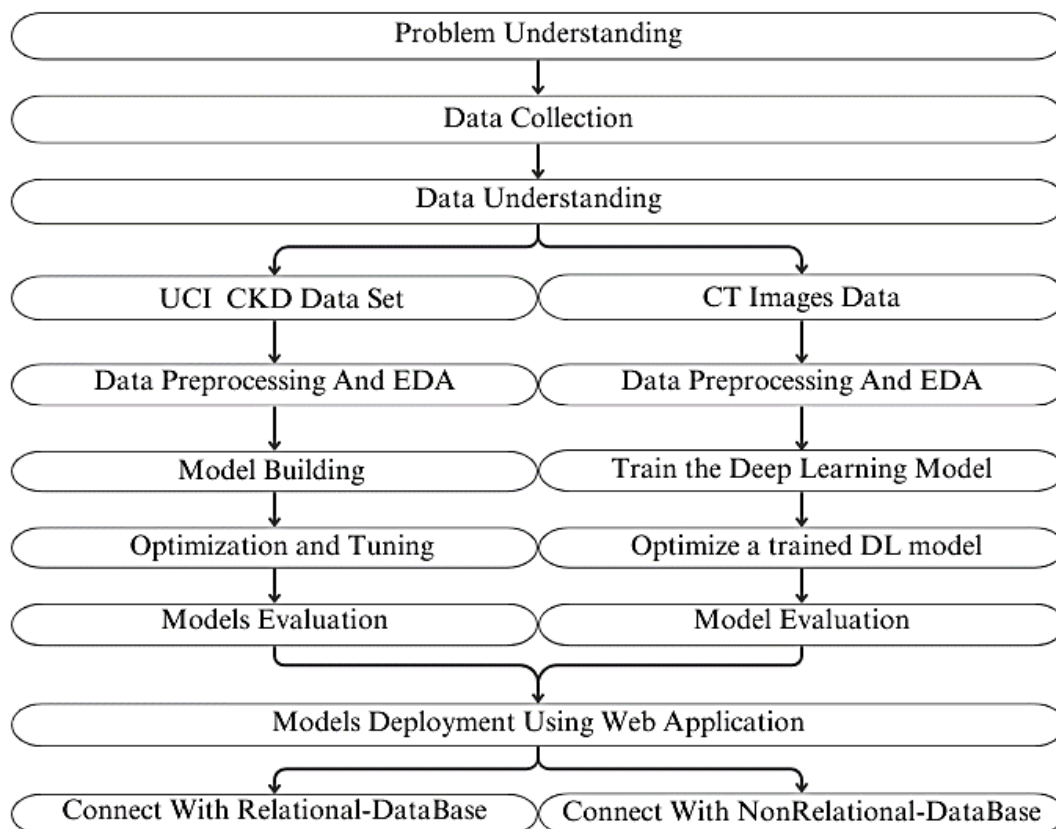 Problem Understanding
Data Collection
Data Understanding
UCI CKD Data Set
CT Images Data
Data Preprocessing And EDA
Data Preprocessing And EDA
Model Building
Train the Deep Learning Model
Optimization and Tuning
Optimize a trained DL model
Models Evaluation
Model Evaluation
Models Deployment Using Web Application
Connect With Relational-DataBase
Connect With NonRelational-DataBase